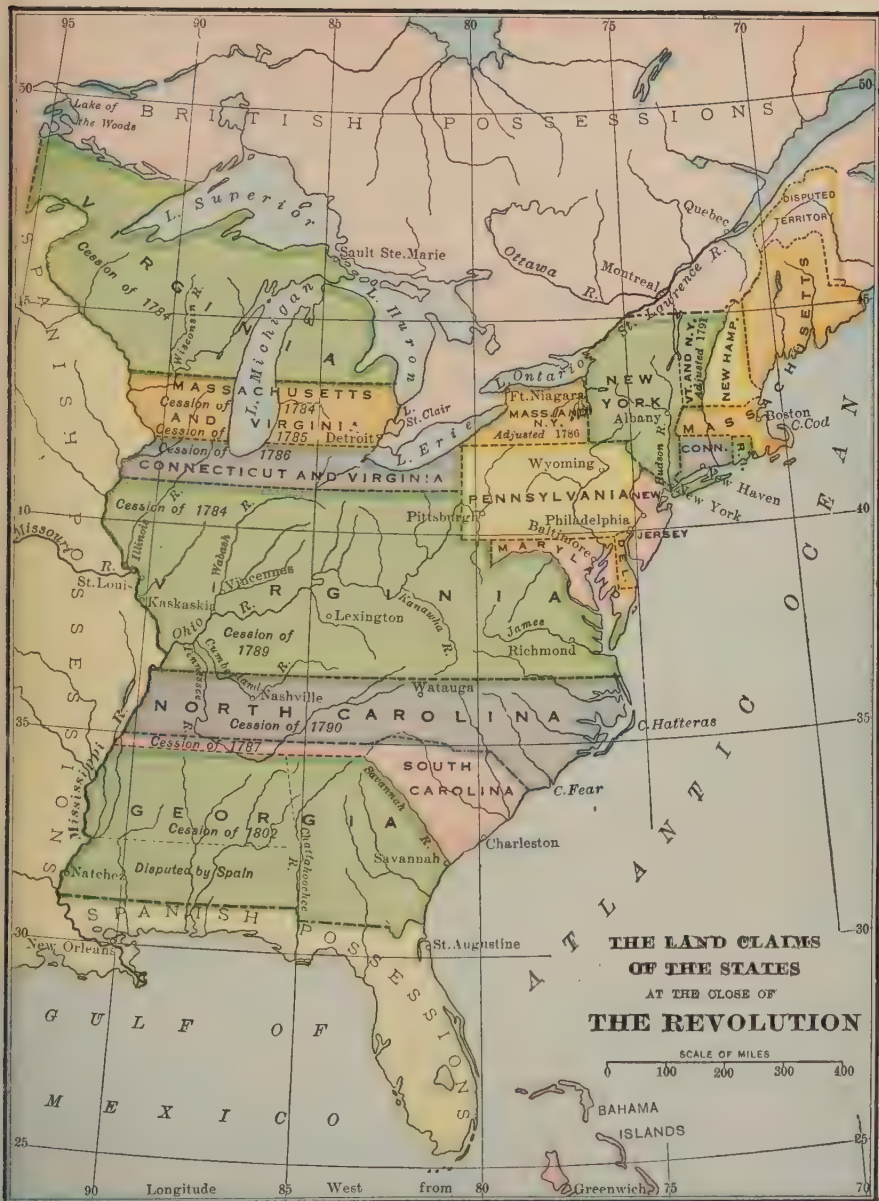 95
90
85
80
75
70
50
50
Lake of
the Woods
BRITISH POSSESSIONS
L. Superior
Sault Ste. Marie
Quebec
DISPUTED
TERRITORY
Ottawa
R.
Montreal
St. Lawrence R.
VIRGINIA
Cession of
1784
Wisconsin R.
L. Michigan
L. Huron
45
45
SPANISH POSSESSIONS
MASSACHUSETTS
AND VIRGINIA
Cession of 1784
Cession of 1785
Detroit
L.
St. Clair
L. Ontario
Ft. Niagara
MASS. AND
N.Y.
Adjusted 1786
NEW
YORK
Albany
Hudson R.
VT. AND N.Y.
Adjusted 1791
NEW HAMP.
MASSACHUSETTS
MASS
Boston
C. Cod
CONN.
R.I.
New Haven
New York
L. Erie
Cession of 1786
CONNECTICUT AND VIRGINIA
Wyoming
PENNSYLVANIA
Pittsburgh
Philadelphia
NEW
JERSEY
Baltimore
MARYLAND
DEL.
40
40
Cession of 1784
Missouri
R.
St. Loui
Illinois R.
Wabash R.
Vincennes
Kaskaskia
VIRGINIA
Ohio R.
Lexington
Kanawha
R.
James
Richmond
Cession of
1789
Cumberland R.
Tennessee
R.
Nashville
Watauga
NORTH CAROLINA
Cession of 1790
C. Hatteras
35
35
Cession of 1787
Mississippi R.
SOUTH
CAROLINA
C. Fear
GEORGIA
Cession of 1802
Savannah
R.
Chattahoochee
R.
Charleston
Savannah
Natchez
Disputed by Spain
SPANISH POSSESSIONS
30
30
New Orleans
St. Augustine
ATLANTIC OCEAN
GULF OF
MEXICO
THE LAND CLAIMS
OF THE STATES
AT THE CLOSE OF
THE REVOLUTION
SCALE OF MILES
0 100 200 300 400
BAHAMA
ISLANDS
25
25
90 Longitude 85 West from 80 Greenwich 75 70